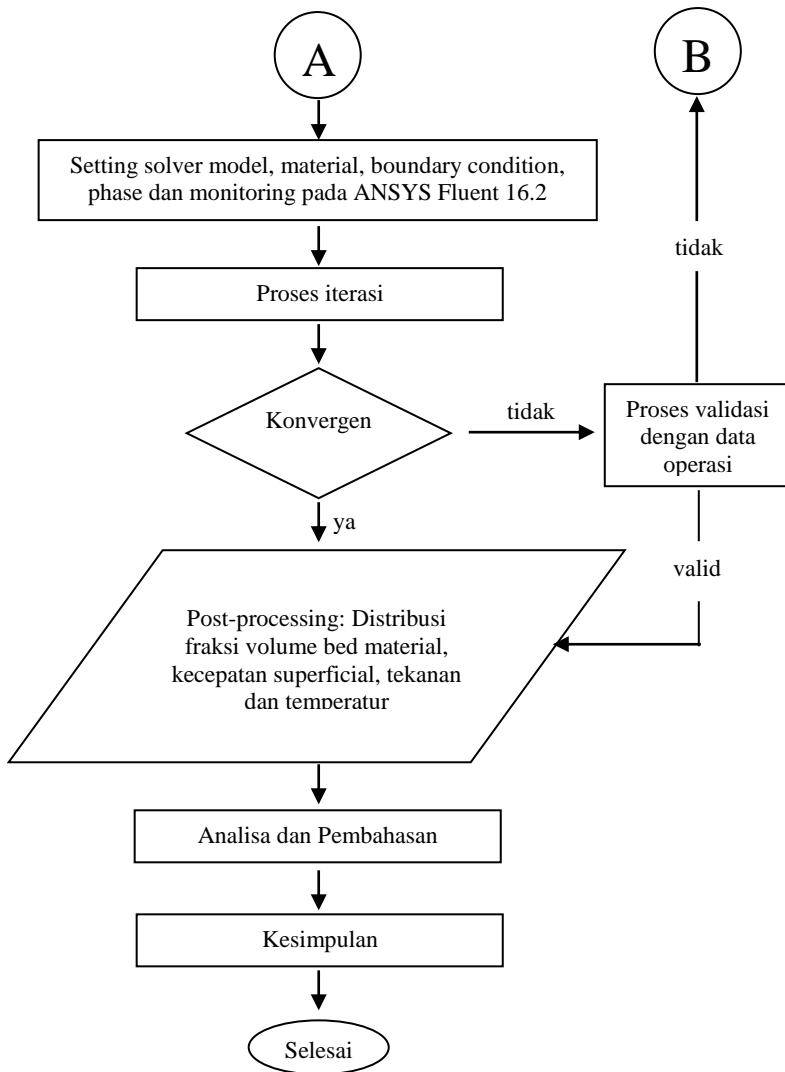 A
B
Setting solver model, material, boundary condition,
phase dan monitoring pada ANSYS Fluent 16.2
tidak
Proses iterasi
Konvergen
tidak
Proses validasi
dengan data
operasi
ya
valid
Post-processing: Distribusi
fraksi volume bed material,
kecepatan superficial, tekanan
dan temperatur
Analisa dan Pembahasan
Kesimpulan
Selesai